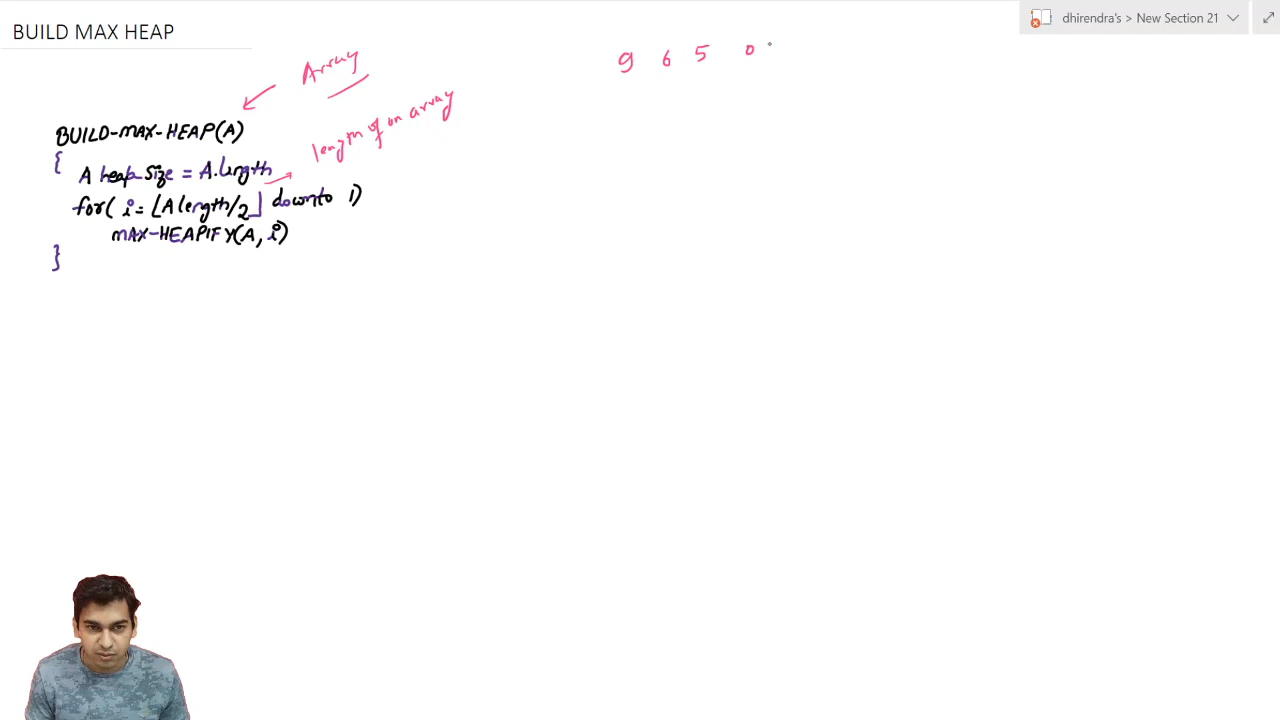 BUILD MAX HEAP
dhirendra's > New Section 21
9 6 5 0
Array
length of an array
BUILD-MAX-HEAP(A)
{
A heap size = A.length
for( i = ⌊A length/2⌋ downto 1)
MAX-HEAPIFY(A, i)
}